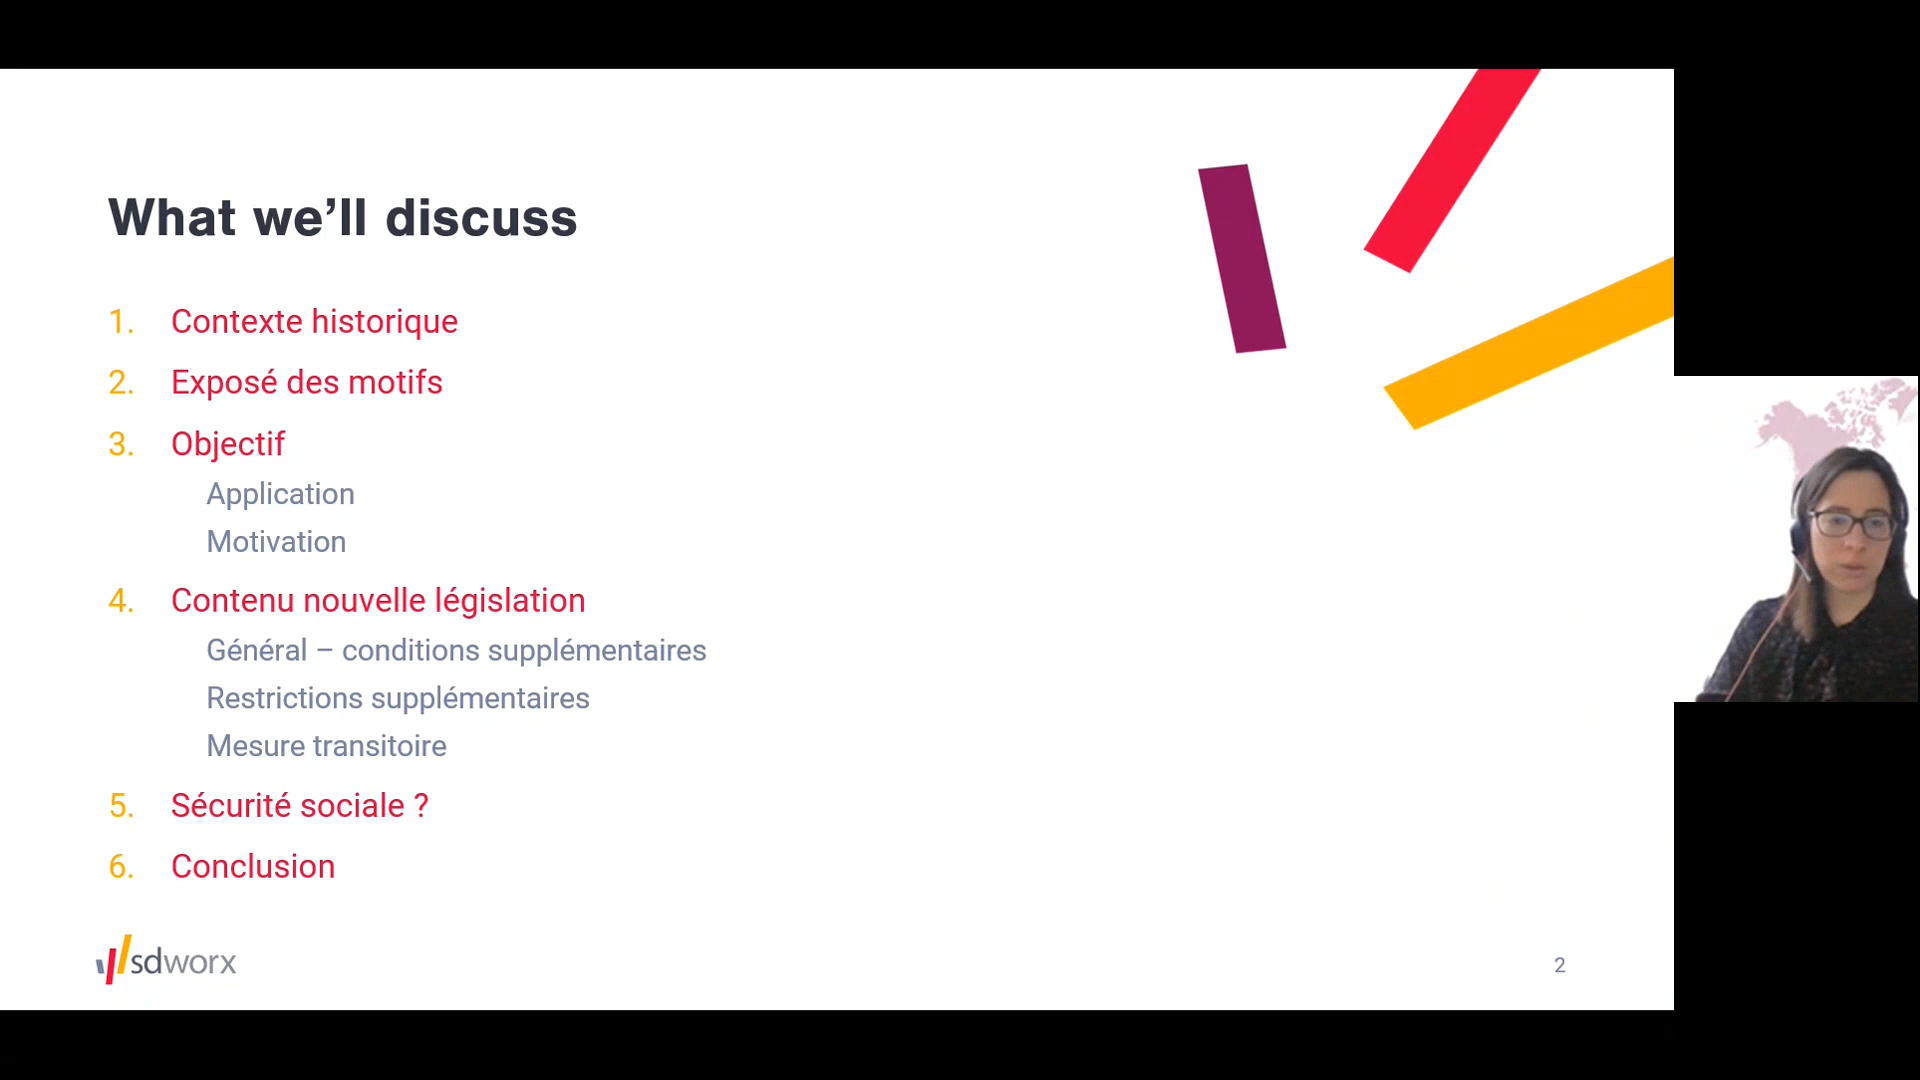 What we’ll discuss
1. Contexte historique
2. Exposé des motifs
3. Objectif
Application
Motivation
4. Contenu nouvelle législation
Général – conditions supplémentaires
Restrictions supplémentaires
Mesure transitoire
5. Sécurité sociale ?
6. Conclusion
sdworx
2